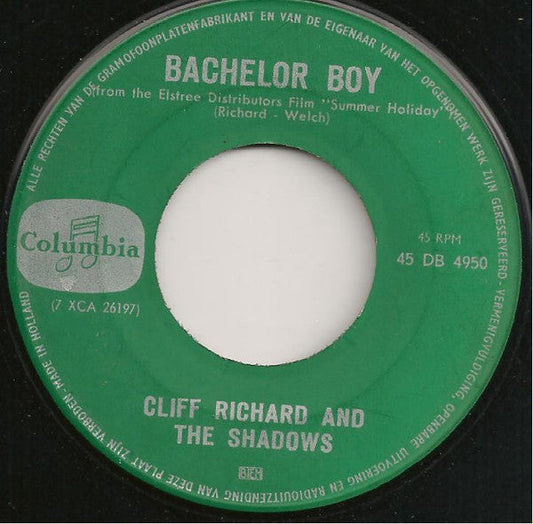 ALLE RECHTEN VAN DE GRAMOFOONPLATENFABRIKANT EN VAN DE EIGENAAR VAN HET OPGENOMEN WERK ZIJN GERESERVEERD - VERMENIGVULDIGING, OPENBARE UITVOERING EN RADIOUITZENDING VAN DEZE PLAAT ZIJN VERBODEN - MADE IN HOLLAND
BACHELOR BOY
from the Elstree Distributors Film "Summer Holiday"
(Richard - Welch)
Columbia
(7 XCA 26197)
45 RPM
45 DB 4950
CLIFF RICHARD AND
THE SHADOWS